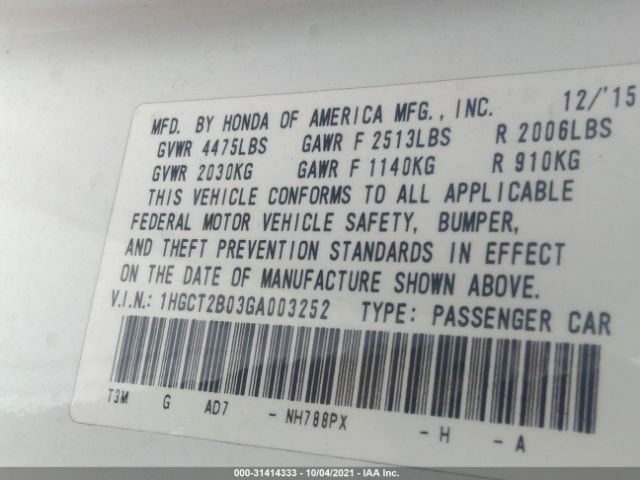 MFD. BY HONDA OF AMERICA MFG., INC. 12/'15
GVWR 4475LBS GAWR F 2513LBS R 2006LBS
GVWR 2030KG GAWR F 1140KG R 910KG
THIS VEHICLE CONFORMS TO ALL APPLICABLE
FEDERAL MOTOR VEHICLE SAFETY, BUMPER,
AND THEFT PREVENTION STANDARDS IN EFFECT
ON THE DATE OF MANUFACTURE SHOWN ABOVE.
V.I.N.: 1HGCT2B03GA003252 TYPE: PASSENGER CAR
T3M G AD7 - NH788PX - H - A
000-31414333 - 10/04/2021 - IAA Inc.